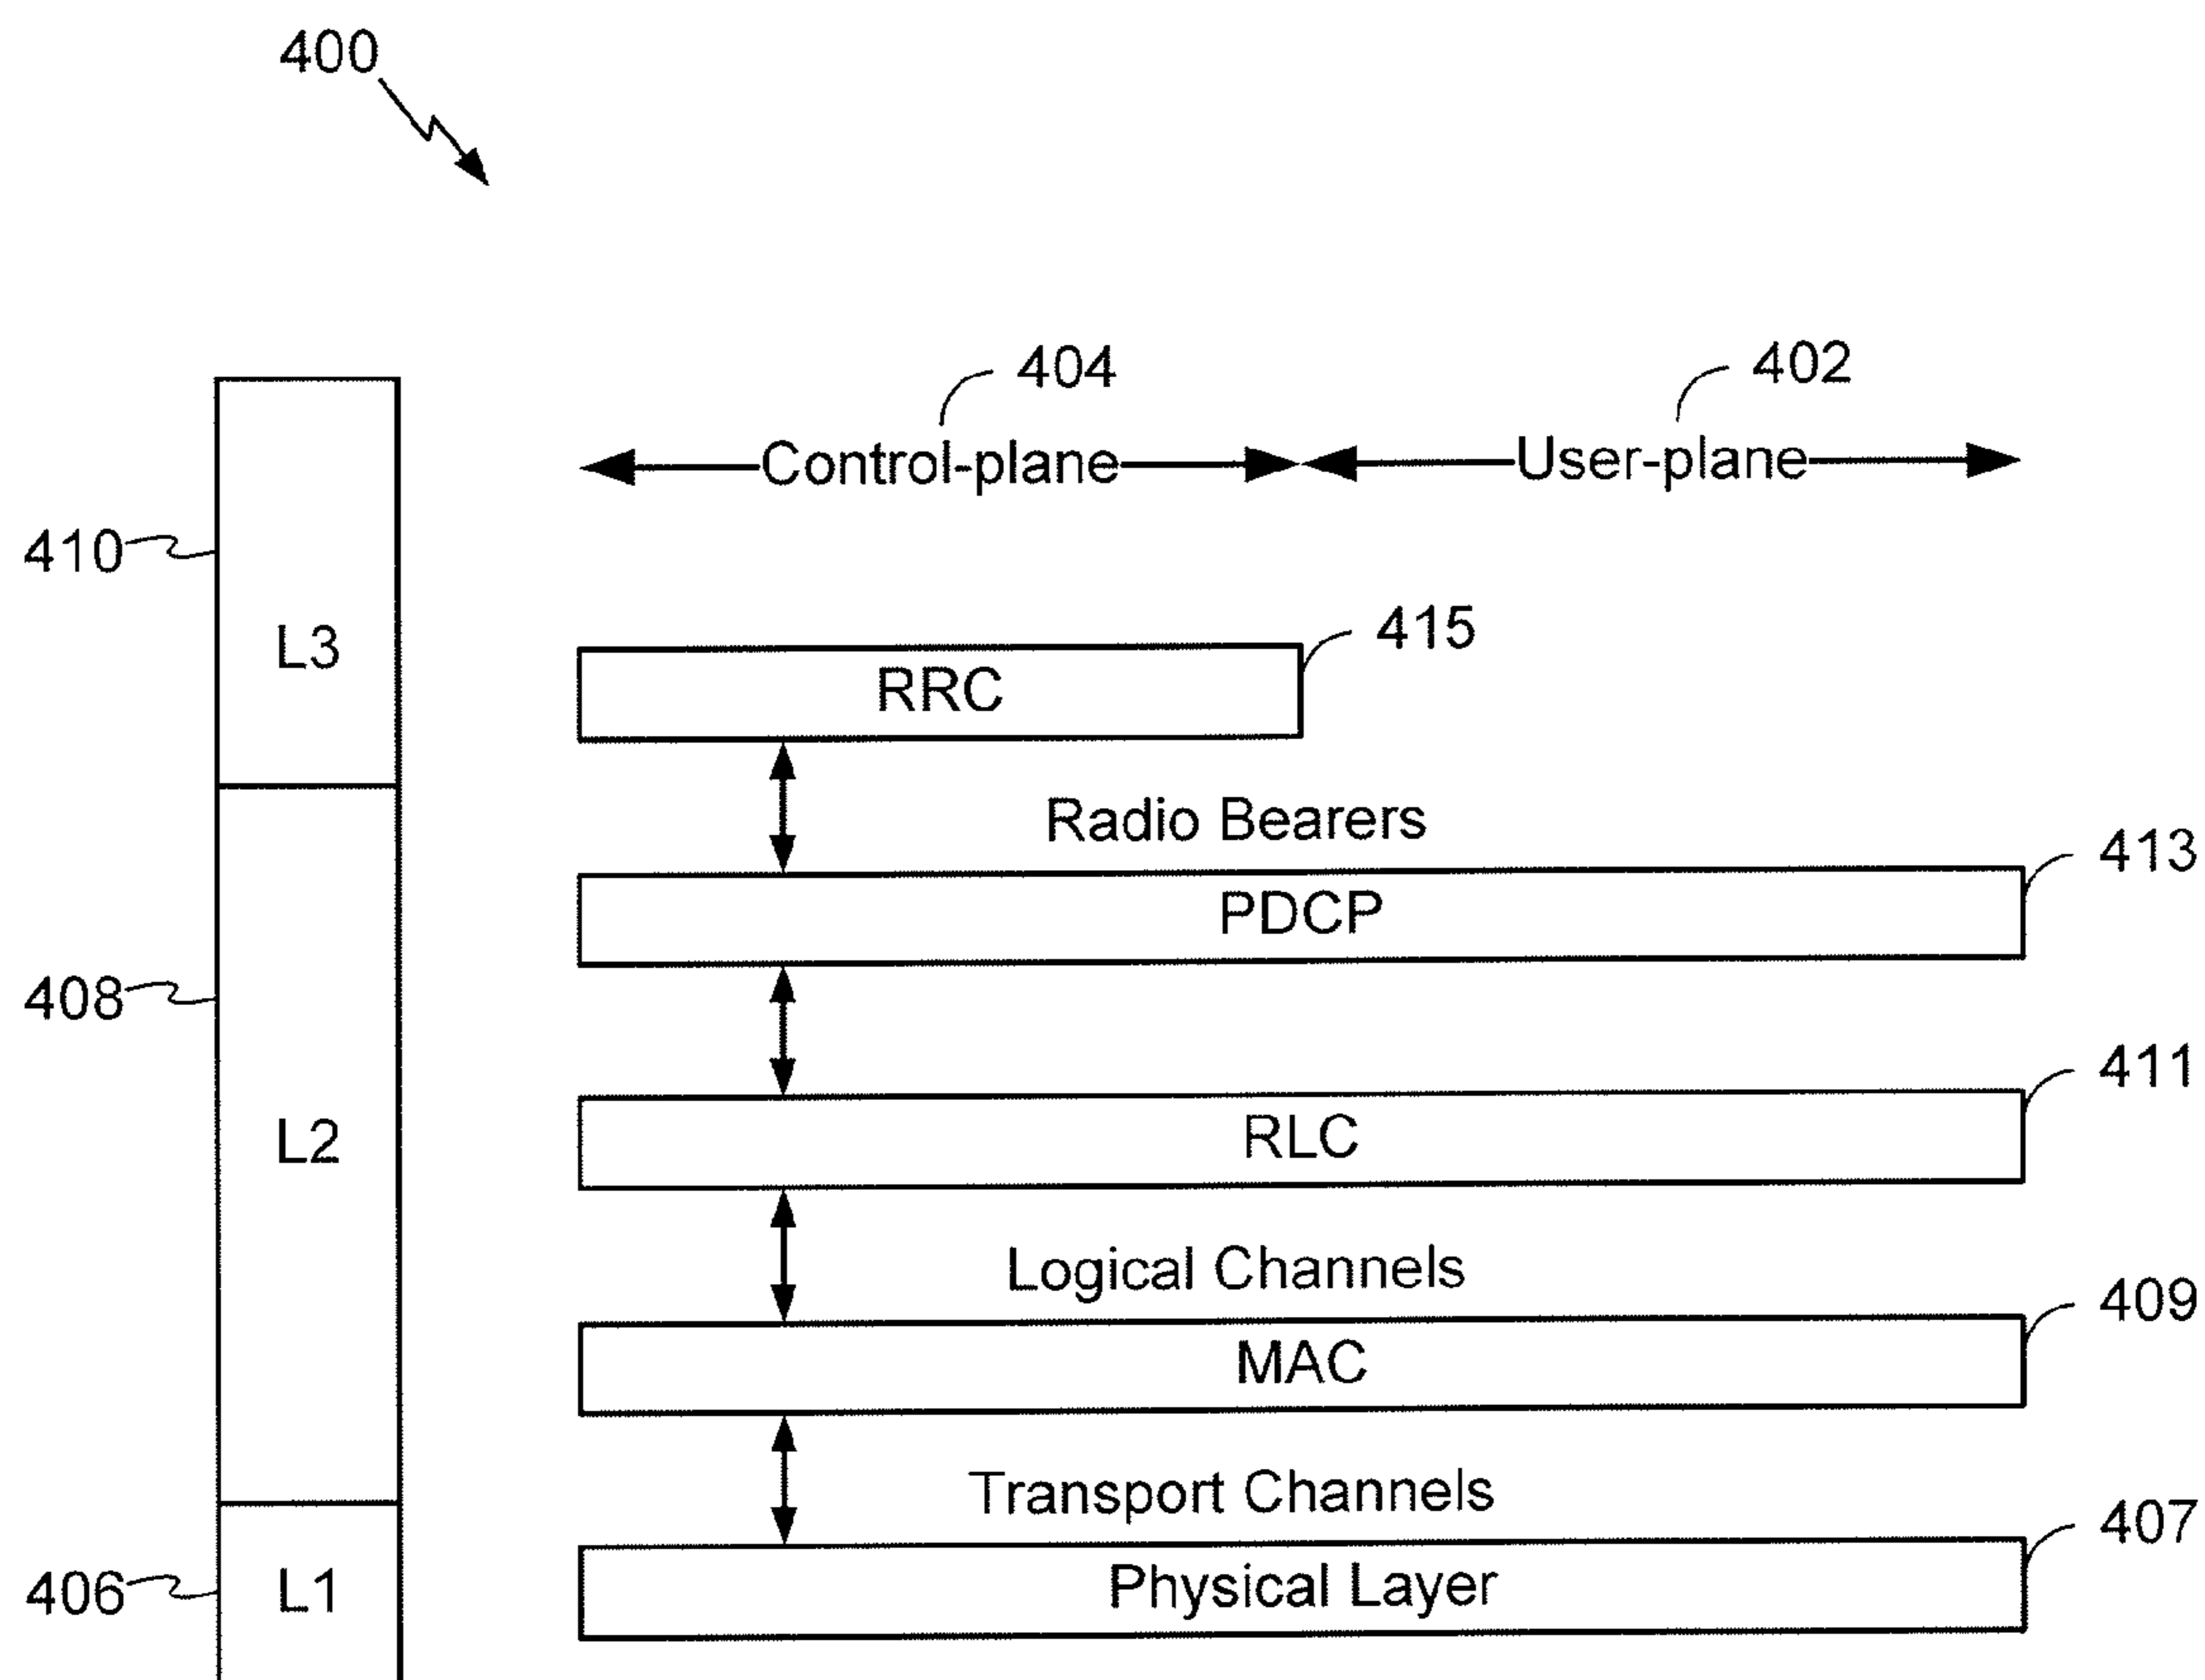 400
404
402
Control-plane
User-plane
410
L3
415
RRC
Radio Bearers
413
PDCP
408
L2
411
RLC
Logical Channels
409
MAC
Transport Channels
407
406
L1
Physical Layer